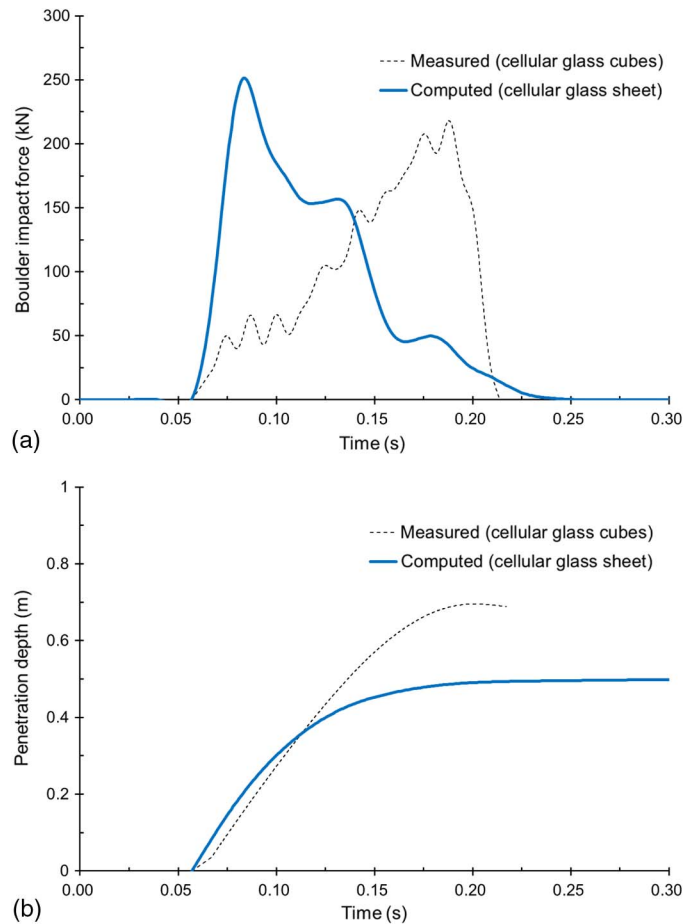 300
250
200
150
100
50
0
Boulder impact force (kN)
Measured (cellular glass cubes)
Computed (cellular glass sheet)
0.00 0.05 0.10 0.15 0.20 0.25 0.30
Time (s)
(a)
1
0.8
0.6
0.4
0.2
0
Penetration depth (m)
Measured (cellular glass cubes)
Computed (cellular glass sheet)
0.00 0.05 0.10 0.15 0.20 0.25 0.30
Time (s)
(b)